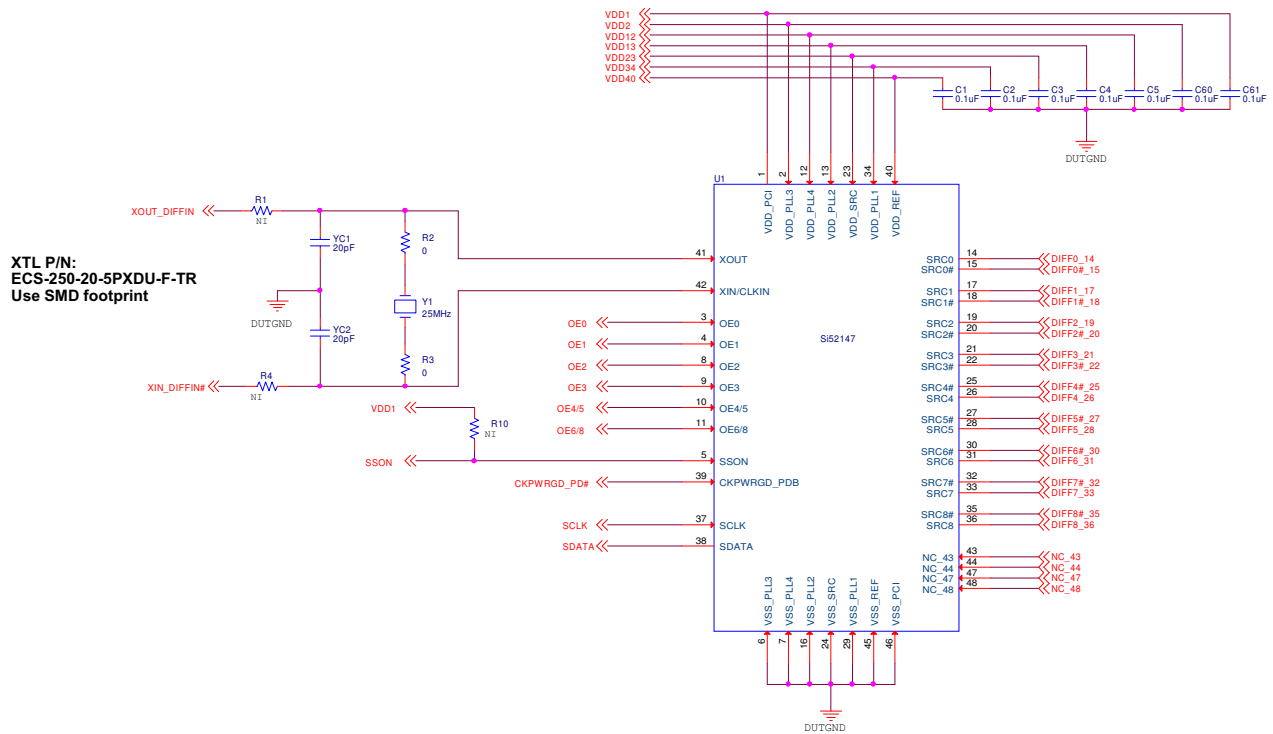 VDD1
VDD2
VDD12
VDD13
VDD23
VDD34
VDD40
C1
0.1uF
C2
0.1uF
C3
0.1uF
C4
0.1uF
C5
0.1uF
C60
0.1uF
C61
0.1uF
DUTGND
U1
1
2
12
13
23
34
40
VDD_PCI
VDD_PLL3
VDD_PLL4
VDD_PLL2
VDD_SRC
VDD_PLL1
VDD_REF
XOUT_DIFFIN
R1
NI
YC1
20pF
R2
0
XTL P/N:
ECS-250-20-5PXDU-F-TR
Use SMD footprint
DUTGND
Y1
25MHz
YC2
20pF
R3
0
XIN_DIFFIN#
R4
NI
VDD1
R10
NI
SSON
41
XOUT
42
XIN/CLKIN
OE0
3
OE0
OE1
4
OE1
OE2
8
OE2
OE3
9
OE3
OE4/5
10
OE4/5
OE6/8
11
OE6/8
5
SSON
CKPWRGD_PD#
39
CKPWRGD_PDB
SCLK
37
SCLK
SDATA
38
SDATA
Si52147
SRC0
14
DIFF0_14
SRC0#
15
DIFF0#_15
SRC1
17
DIFF1_17
SRC1#
18
DIFF1#_18
SRC2
19
DIFF2_19
SRC2#
20
DIFF2#_20
SRC3
21
DIFF3_21
SRC3#
22
DIFF3#_22
SRC4#
25
DIFF4#_25
SRC4
26
DIFF4_26
SRC5#
27
DIFF5#_27
SRC5
28
DIFF5_28
SRC6#
30
DIFF6#_30
SRC6
31
DIFF6_31
SRC7#
32
DIFF7#_32
SRC7
33
DIFF7_33
SRC8#
35
DIFF8#_35
SRC8
36
DIFF8_36
NC_43
43
NC_43
NC_44
44
NC_44
NC_47
47
NC_47
NC_48
48
NC_48
VSS_PLL3
VSS_PLL4
VSS_PLL2
VSS_SRC
VSS_PLL1
VSS_REF
VSS_PCI
6
7
16
24
29
45
46
DUTGND